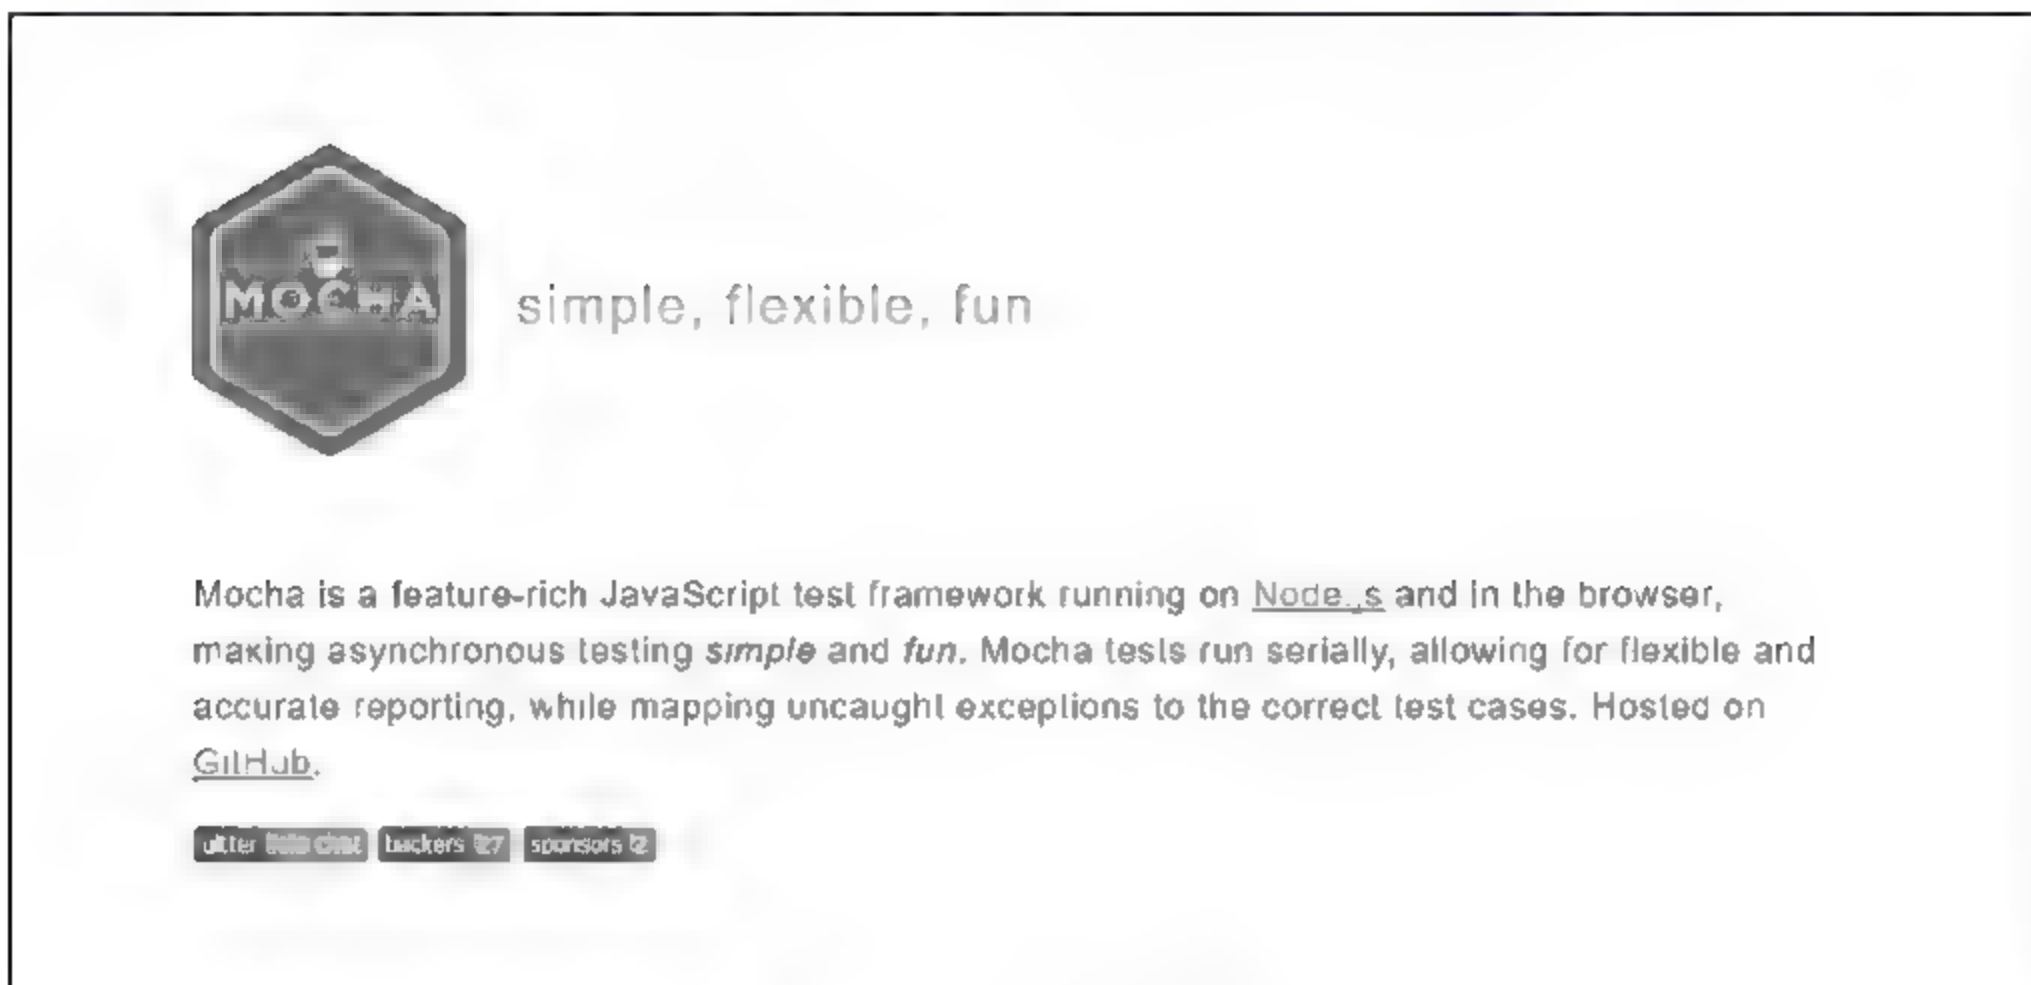 MOCHA
simple, flexible, fun
Mocha is a feature-rich JavaScript test framework running on Node.js and in the browser,
making asynchronous testing simple and fun. Mocha tests run serially, allowing for flexible and
accurate reporting, while mapping uncaught exceptions to the correct test cases. Hosted on
GitHub.
backers sponsors